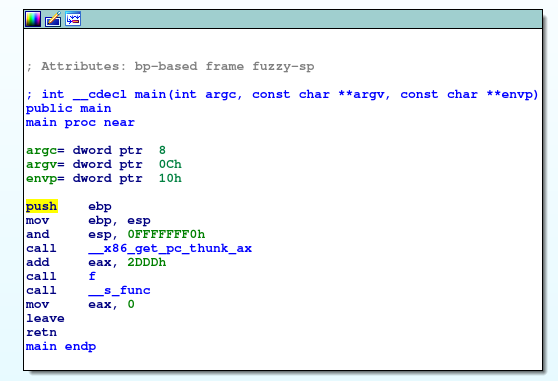 ; Attributes: bp-based frame fuzzy-sp
; int __cdecl main(int argc, const char **argv, const char **envp)
public main
main proc near
argc= dword ptr  8
argv= dword ptr  0Ch
envp= dword ptr  10h
push    ebp
mov     ebp, esp
and     esp, 0FFFFFFF0h
call    __x86_get_pc_thunk_ax
add     eax, 2DDDh
call    f
call    __s_func
mov     eax, 0
leave
retn
main endp